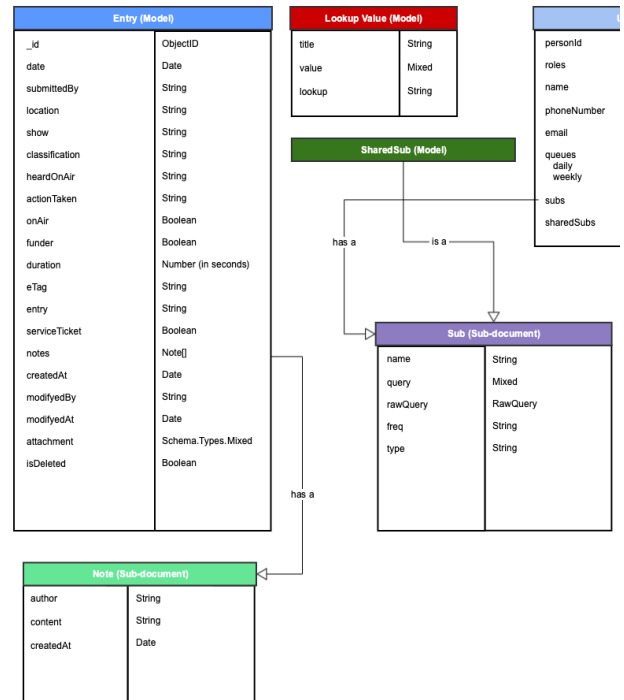 Entry (Model)
_id ObjectID
date Date
submittedBy String
location String
show String
classification String
heardOnAir String
actionTaken String
onAir Boolean
funder Boolean
duration Number (in seconds)
eTag String
entry String
serviceTicket Boolean
notes Note[]
createdAt Date
modifyedBy String
modifyedAt Date
attachment Schema.Types.Mixed
isDeleted Boolean
Lookup Value (Model)
title String
value Mixed
lookup String
personId
roles
name
phoneNumber
email
queues
daily
weekly
subs
sharedSubs
SharedSub (Model)
has a
is a
Sub (Sub-document)
name String
query Mixed
rawQuery RawQuery
freq String
type String
has a
Note (Sub-document)
author String
content String
createdAt Date